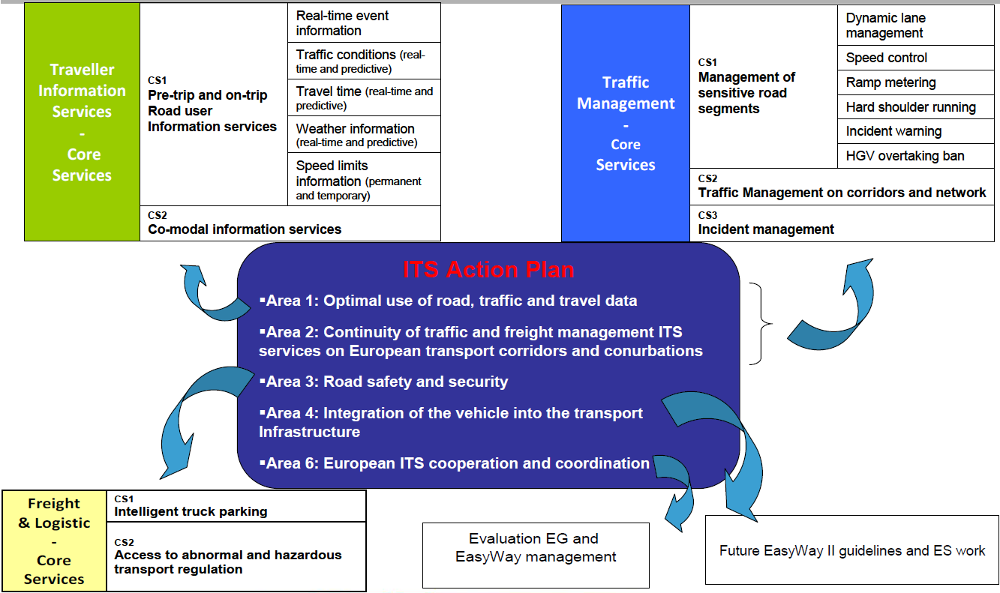 Traveller
Information
Services
-
Core
Services
CS1
Pre-trip and on-trip
Road user
Information services
Real-time event
information
Traffic conditions (real-
time and predictive)
Travel time (real-time and
predictive)
Weather information
(real-time and predictive)
Speed limits
information (permanent
and temporary)
CS2
Co-modal information services
Traffic
Management
-
Core
Services
CS1
Management of
sensitive road
segments
Dynamic lane
management
Speed control
Ramp metering
Hard shoulder running
Incident warning
HGV overtaking ban
CS2
Traffic Management on corridors and network
CS3
Incident management
ITS Action Plan
▪Area 1: Optimal use of road, traffic and travel data
▪Area 2: Continuity of traffic and freight management ITS
services on European transport corridors and conurbations
▪Area 3: Road safety and security
▪Area 4: Integration of the vehicle into the transport
Infrastructure
▪Area 6: European ITS cooperation and coordination
Freight
& Logistic
-
Core
Services
CS1
Intelligent truck parking
CS2
Access to abnormal and hazardous
transport regulation
Evaluation EG and
EasyWay management
Future EasyWay II guidelines and ES work